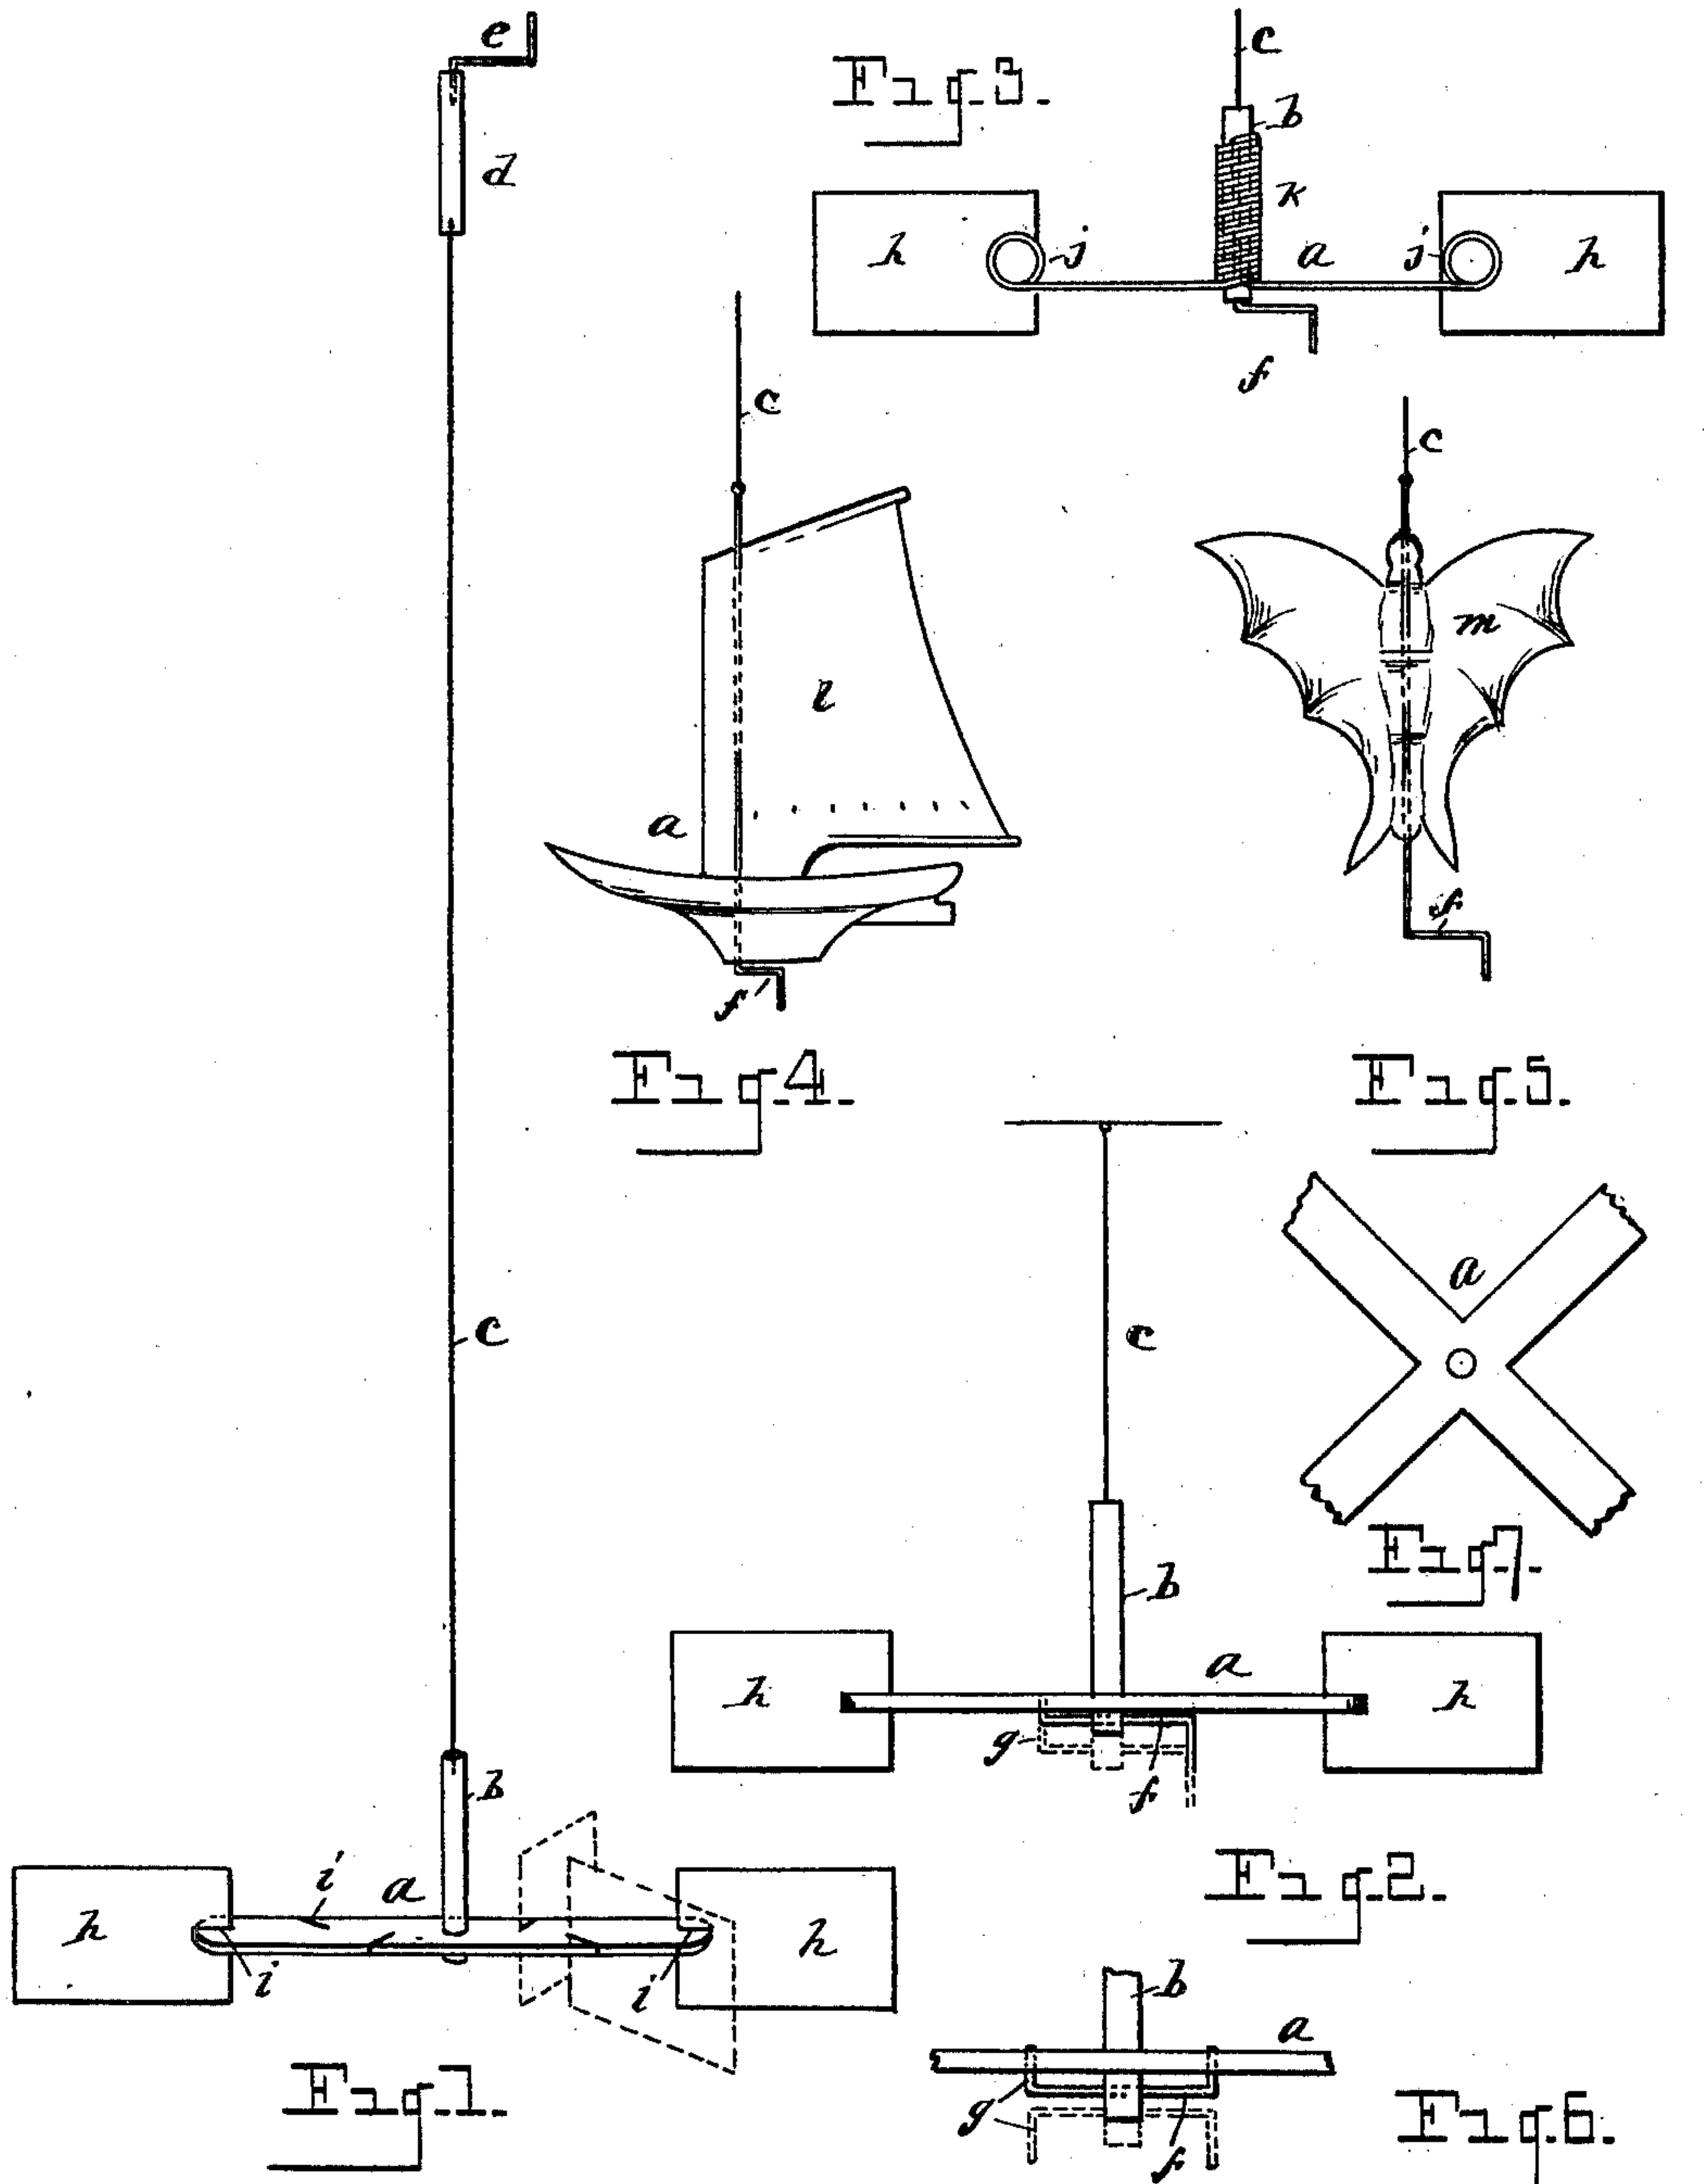 e
d
c
b
a
i
i
i
h
h
Fig. 1.
c
b
k
a
j
j
h
h
f
Fig. 3.
c
l
a
f
Fig. 4.
c
m
f
Fig. 5.
c
b
a
h
h
g
f
Fig. 2.
a
Fig. 7.
b
a
g
f
Fig. 6.